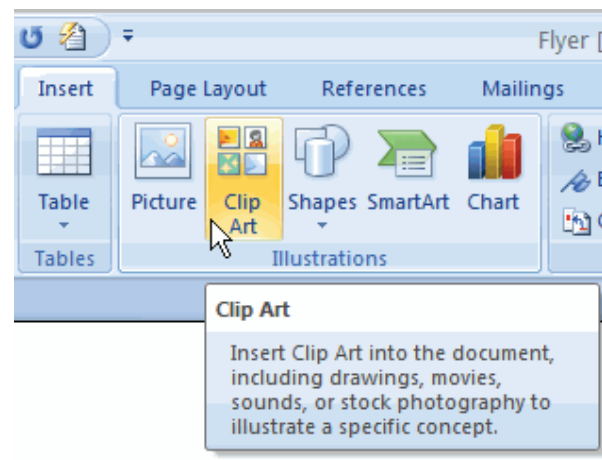 Flyer [
Insert Page Layout References Mailings
Table Picture Clip Art Shapes SmartArt Chart
Tables Illustrations
Clip Art
Insert Clip Art into the document,
including drawings, movies,
sounds, or stock photography to
illustrate a specific concept.